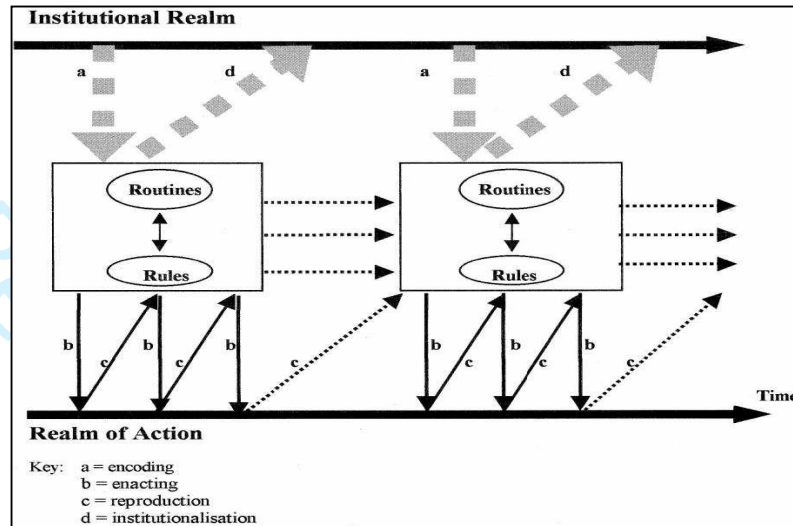 Institutional Realm
a
d
a
d
Routines
Routines
Rules
Rules
b
c
b
c
b
c
b
c
b
c
b
c
Time
Realm of Action
Key: a = encoding
b = enacting
c = reproduction
d = institutionalisation